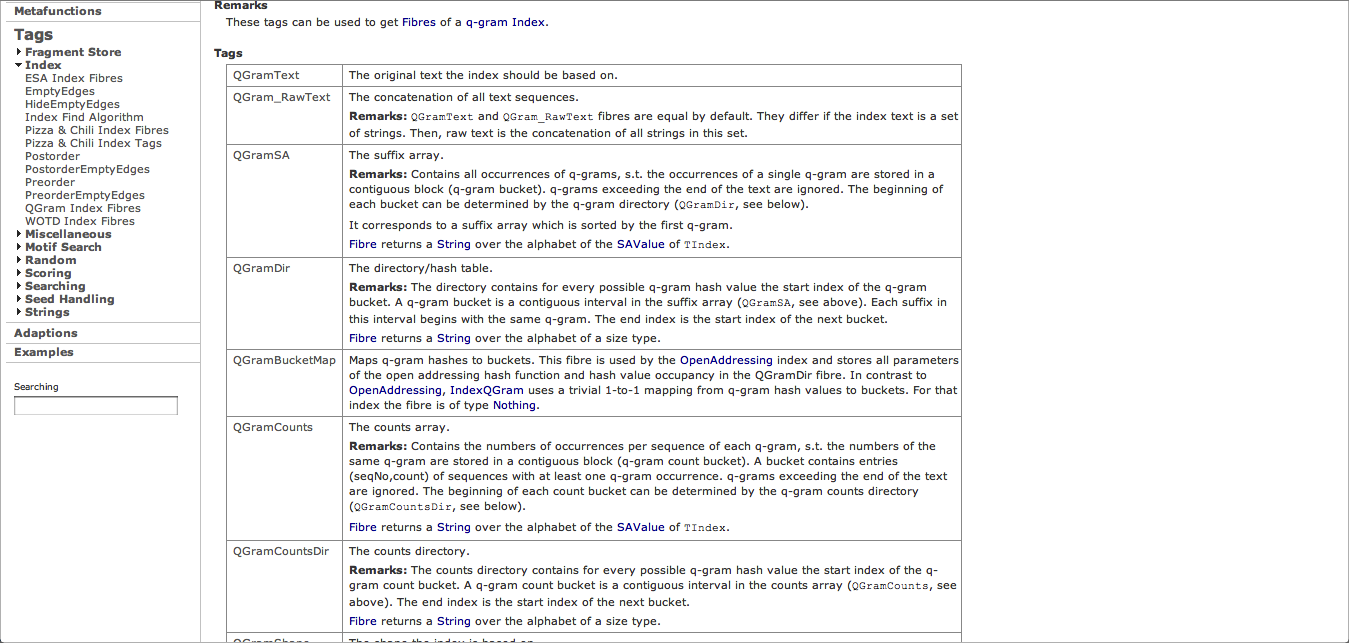 Metafunctions
Tags
Fragment Store
Index
ESA Index Fibres
EmptyEdges
HideEmptyEdges
Index Find Algorithm
Pizza & Chili Index Fibres
Pizza & Chili Index Tags
Postorder
PostorderEmptyEdges
Preorder
PreorderEmptyEdges
QGram Index Fibres
WOTD Index Fibres
Miscellaneous
Motif Search
Random
Scoring
Searching
Seed Handling
Strings
Adaptions
Examples
Searching
Remarks
These tags can be used to get Fibres of a q-gram Index.
Tags
QGramText The original text the index should be based on.
QGram_RawText The concatenation of all text sequences.
Remarks: QGramText and QGram_RawText fibres are equal by default. They differ if the index text is a set
of strings. Then, raw text is the concatenation of all strings in this set.
QGramSA The suffix array.
Remarks: Contains all occurrences of q-grams, s.t. the occurrences of a single q-gram are stored in a
contiguous block (q-gram bucket). q-grams exceeding the end of the text are ignored. The beginning of
each bucket can be determined by the q-gram directory (QGramDir, see below).
It corresponds to a suffix array which is sorted by the first q-gram.
Fibre returns a String over the alphabet of the SAValue of TIndex.
QGramDir The directory/hash table.
Remarks: The directory contains for every possible q-gram hash value the start index of the q-gram
bucket. A q-gram bucket is a contiguous interval in the suffix array (QGramSA, see above). Each suffix in
this interval begins with the same q-gram. The end index is the start index of the next bucket.
Fibre returns a String over the alphabet of a size type.
QGramBucketMap Maps q-gram hashes to buckets. This fibre is used by the OpenAddressing index and stores all parameters
of the open addressing hash function and hash value occupancy in the QGramDir fibre. In contrast to
OpenAddressing, IndexQGram uses a trivial 1-to-1 mapping from q-gram hash values to buckets. For that
index the fibre is of type Nothing.
QGramCounts The counts array.
Remarks: Contains the numbers of occurrences per sequence of each q-gram, s.t. the numbers of the
same q-gram are stored in a contiguous block (q-gram count bucket). A bucket contains entries
(seqNo,count) of sequences with at least one q-gram occurrence. q-grams exceeding the end of the text
are ignored. The beginning of each count bucket can be determined by the q-gram counts directory
(QGramCountsDir, see below).
Fibre returns a String over the alphabet of the SAValue of TIndex.
QGramCountsDir The counts directory.
Remarks: The counts directory contains for every possible q-gram hash value the start index of the q-
gram count bucket. A q-gram count bucket is a contiguous interval in the counts array (QGramCounts, see
above). The end index is the start index of the next bucket.
Fibre returns a String over the alphabet of a size type.
QGramShape The shape the index is based on.